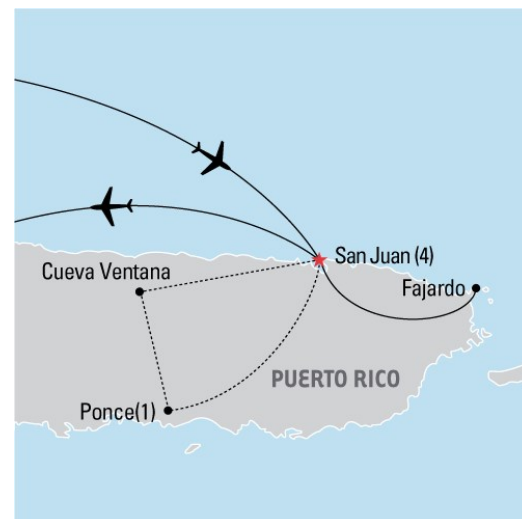 San Juan (4)
Cueva Ventana
Fajardo
PUERTO RICO
Ponce(1)